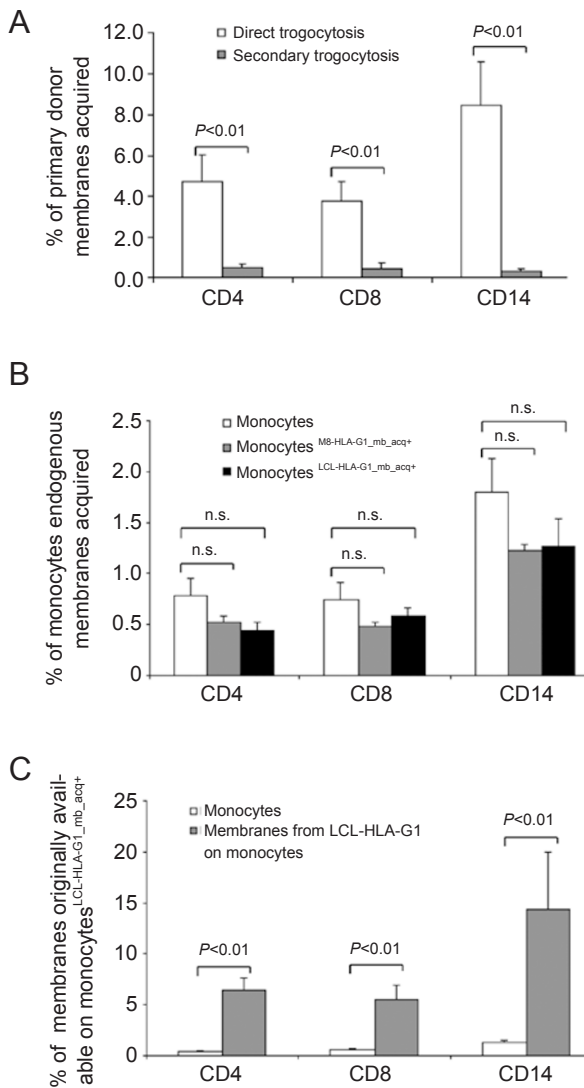 A
% of primary donor
membranes acquired
12.0
10.0
8.0
6.0
4.0
2.0
0.0
Direct trogocytosis
Secondary trogocytosis
P<0.01
P<0.01
P<0.01
CD4
CD8
CD14
B
% of monocytes endogenous
membranes acquired
2.5
2.0
1.5
1.0
0.5
0
Monocytes
Monocytes M8-HLA-G1_mb_acq+
Monocytes LCL-HLA-G1_mb_acq+
n.s.
n.s.
n.s.
n.s.
n.s.
n.s.
CD4
CD8
CD14
C
% of membranes originally avail-
able on monocytesLCL-HLA-G1_mb_acq+
25
20
15
10
5
0
Monocytes
Membranes from LCL-HLA-G1
on monocytes
P<0.01
P<0.01
P<0.01
CD4
CD8
CD14